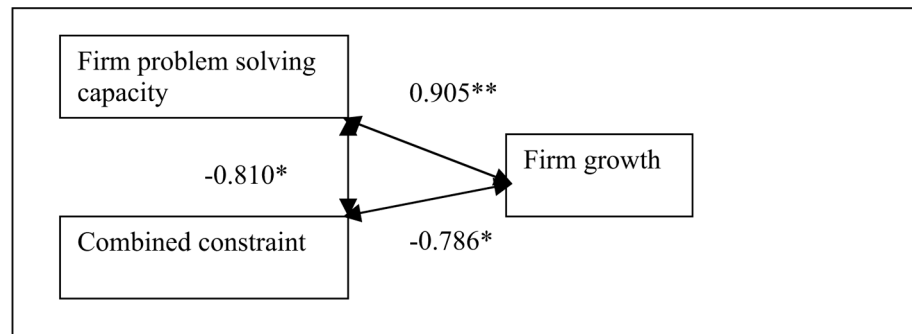 Firm problem solving
capacity
0.905**
Firm growth
-0.810*
Combined constraint
-0.786*